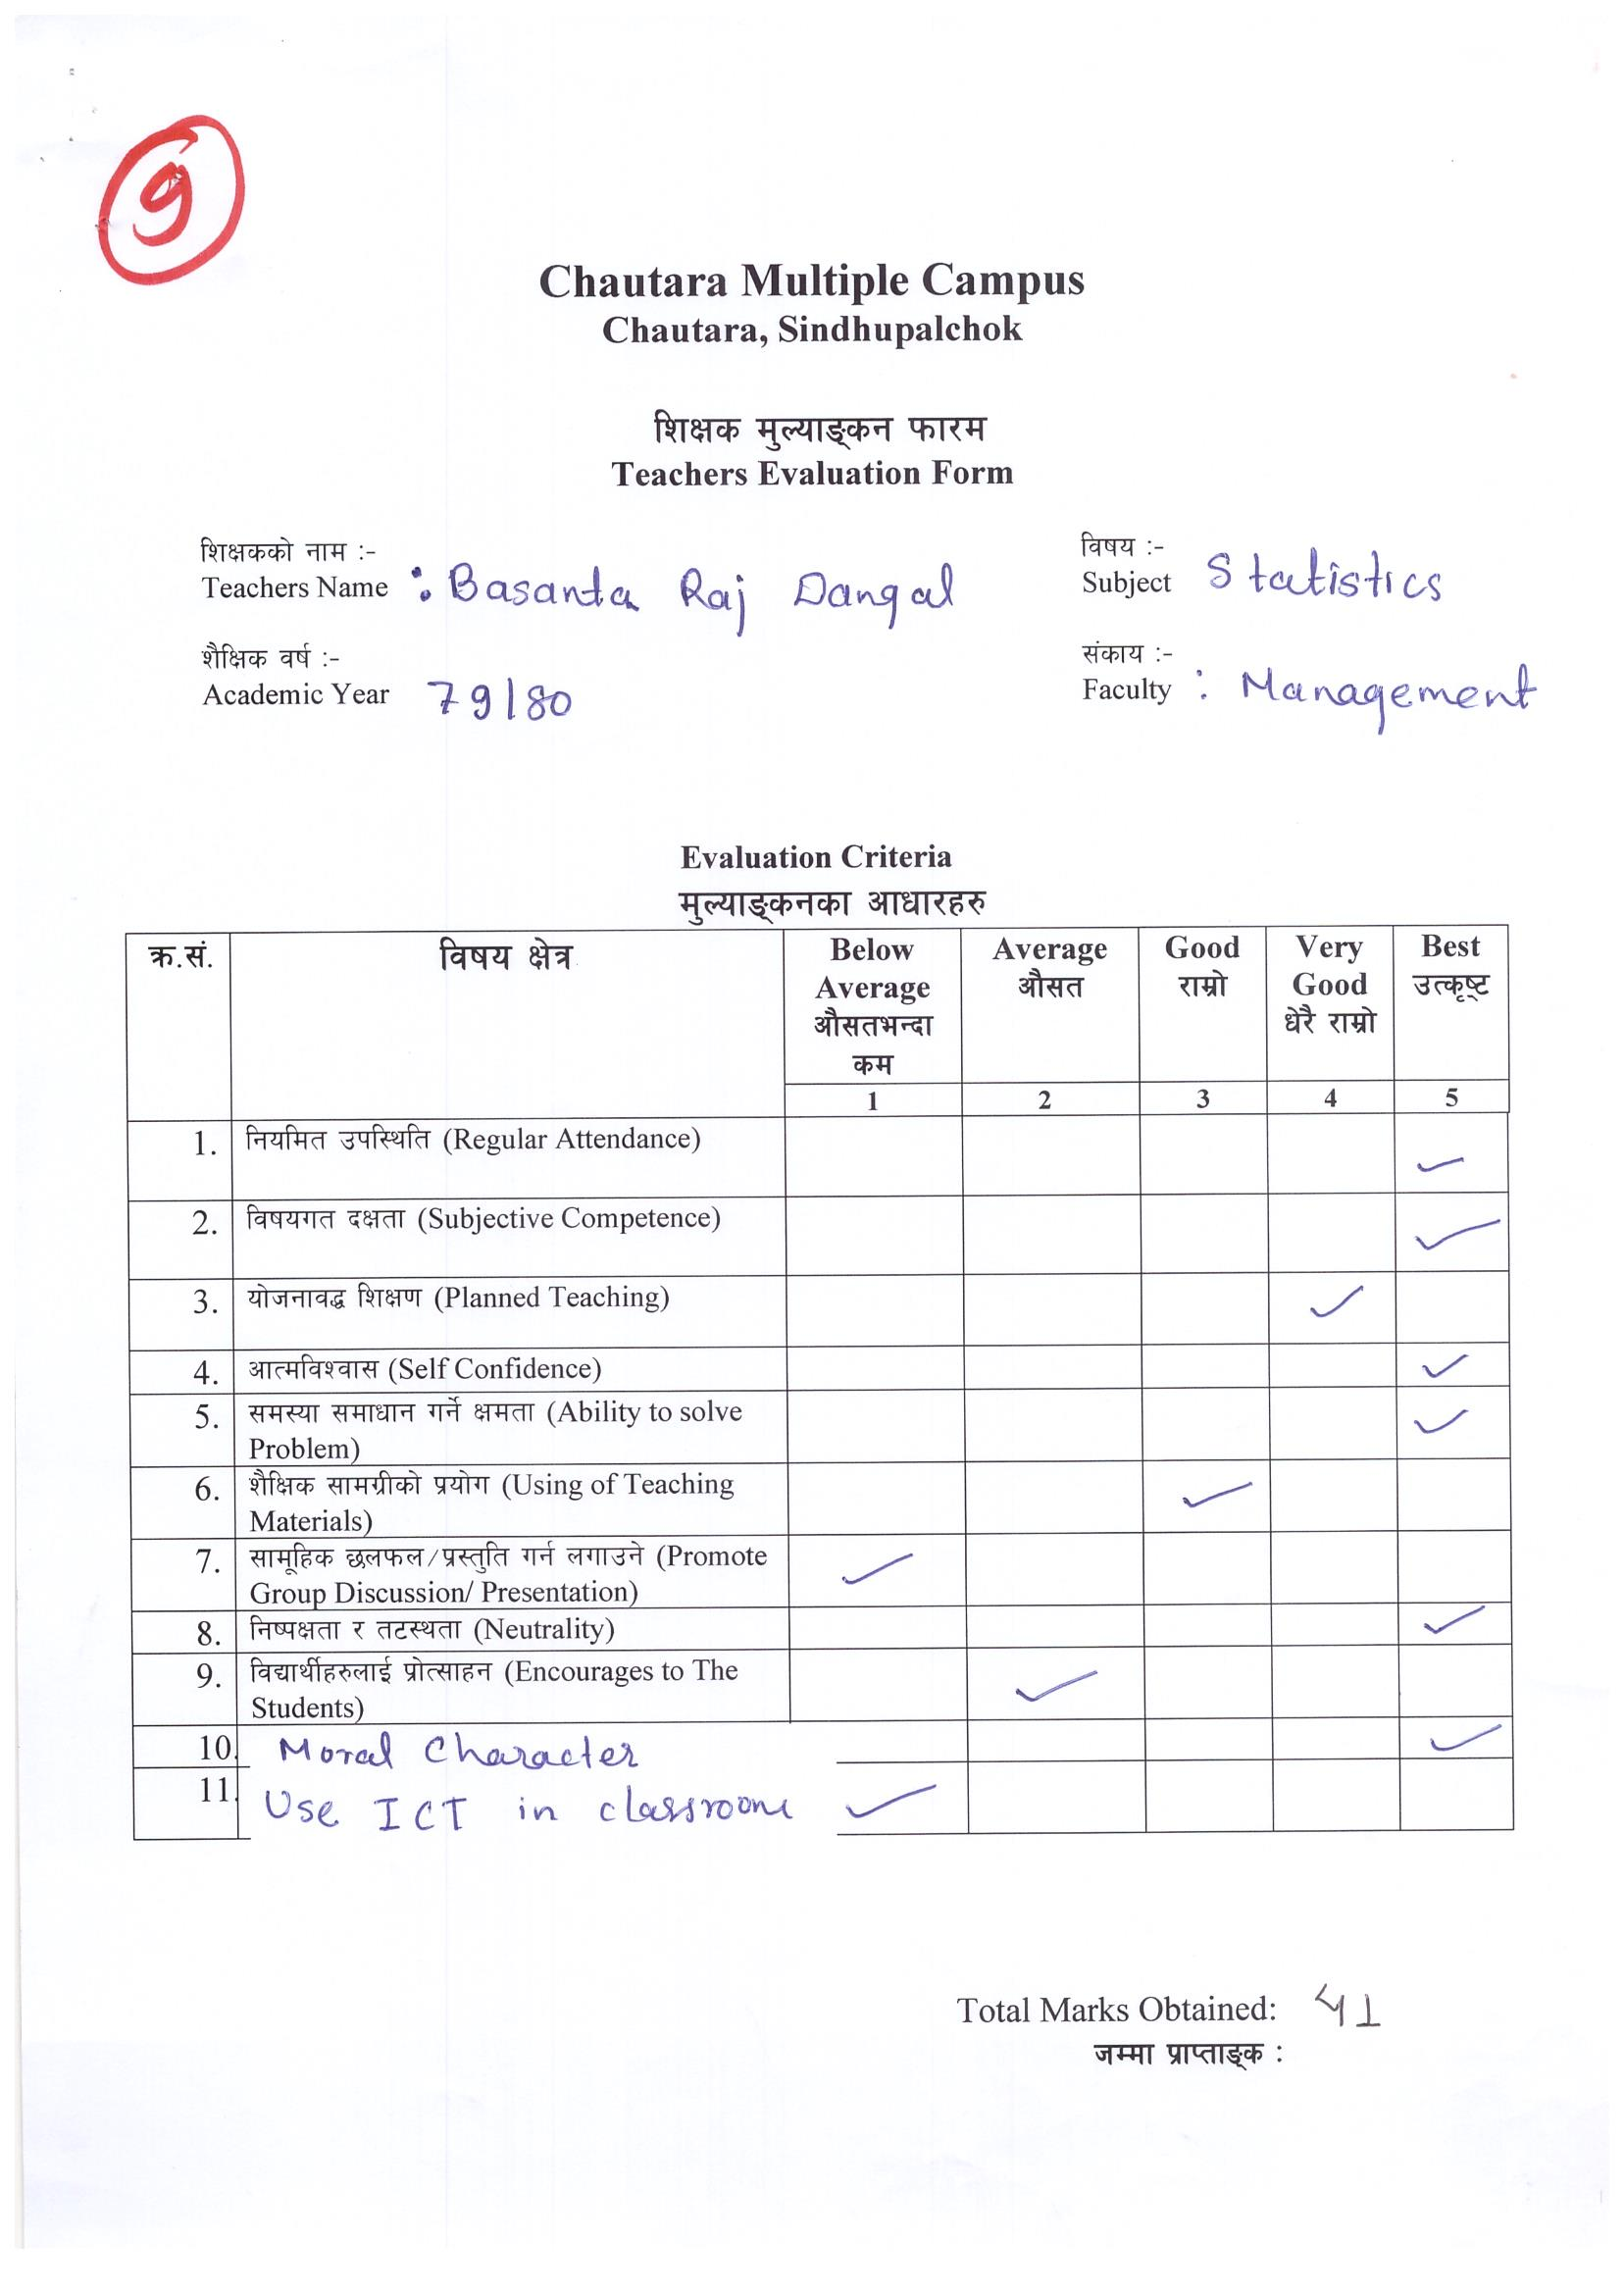 9
Chautara Multiple Campus
Chautara, Sindhupalchok
शिक्षक मुल्याङ्कन फारम
Teachers Evaluation Form
शिक्षकको नाम :-
Teachers Name : Basanta Raj Dangal
विषय :-
Subject Statistics
शैक्षिक वर्ष :-
Academic Year 79/80
संकाय :-
Faculty : Management
Evaluation Criteria
मुल्याङ्कनका आधारहरु
क्र.सं. विषय क्षेत्र Below Average औसतभन्दा कम Average औसत Good राम्रो Very Good धेरै राम्रो Best उत्कृष्ट
1 2 3 4 5
1. नियमित उपस्थिति (Regular Attendance) ✓
2. विषयगत दक्षता (Subjective Competence) ✓
3. योजनावद्ध शिक्षण (Planned Teaching) ✓
4. आत्मविश्वास (Self Confidence) ✓
5. समस्या समाधान गर्ने क्षमता (Ability to solve
Problem) ✓
6. शैक्षिक सामग्रीको प्रयोग (Using of Teaching
Materials) ✓
7. सामूहिक छलफल/प्रस्तुति गर्न लगाउने (Promote
Group Discussion/ Presentation) ✓
8. निष्पक्षता र तटस्थता (Neutrality) ✓
9. विद्यार्थीहरुलाई प्रोत्साहन (Encourages to The
Students) ✓
10. Moral Character ✓
11. Use ICT in classroom ✓
Total Marks Obtained: 41
जम्मा प्राप्ताङ्क :